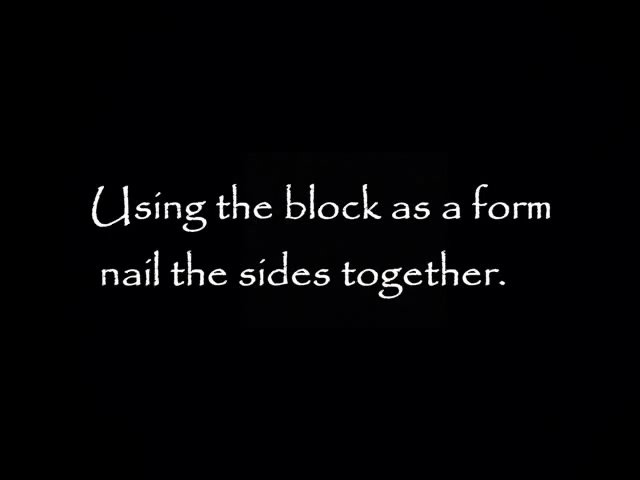 Using the block as a form
nail the sides together.